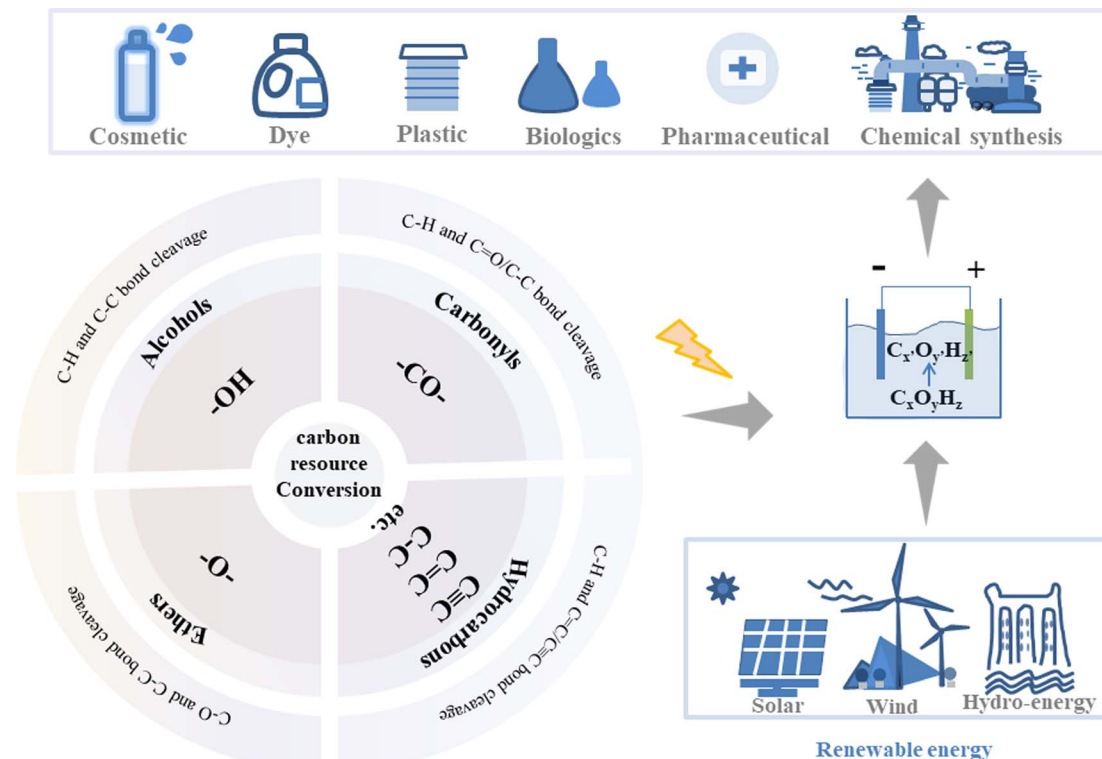 Cosmetic
Dye
Plastic
Biologics
Pharmaceutical
Chemical synthesis
C-H and C-C bond cleavage
C-H and C=O/C-C bond cleavage
Alcohols
Carbonyls
-OH
-CO-
carbon
resource
Conversion
-O-
Ethers
C-O and C-C bond cleavage
etc.
C-C
C=C
C≡C
Hydrocarbons
C-H and C=C/C≡C bond cleavage
- +
Cx'Oy'Hz'
CxOyHz
Solar
Wind
Hydro-energy
Renewable energy